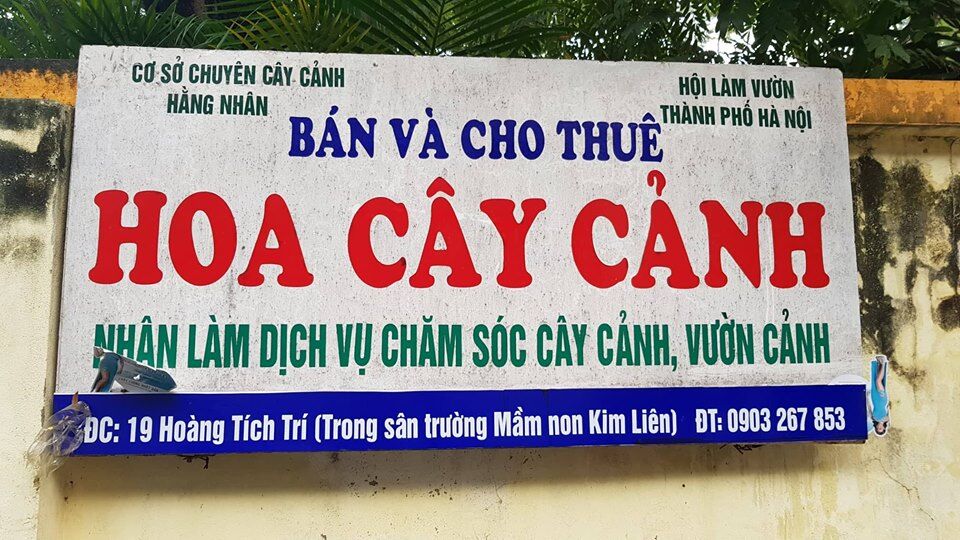 CƠ SỞ CHUYÊN CÂY CẢNH
HẰNG NHÂN
HỘI LÀM VƯỜN
THÀNH PHỐ HÀ NỘI
BÁN VÀ CHO THUÊ
HOA CÂY CẢNH
NHÂN LÀM DỊCH VỤ CHĂM SÓC CÂY CẢNH, VƯỜN CẢNH
ĐC: 19 Hoàng Tích Trí (Trong sân trường Mầm non Kim Liên) ĐT: 0903 267 853